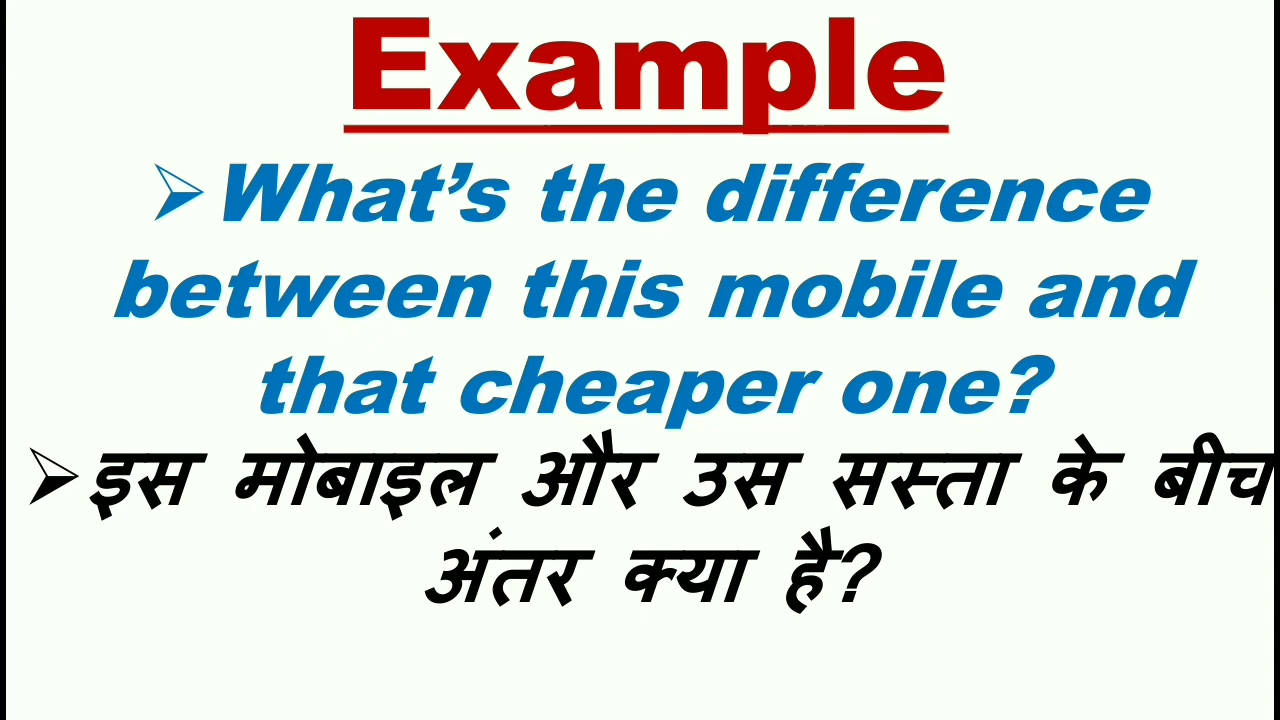 Example
➢What’s the difference
between this mobile and
that cheaper one?
➢इस मोबाइल और उस सस्ता के बीच
अंतर क्या है?